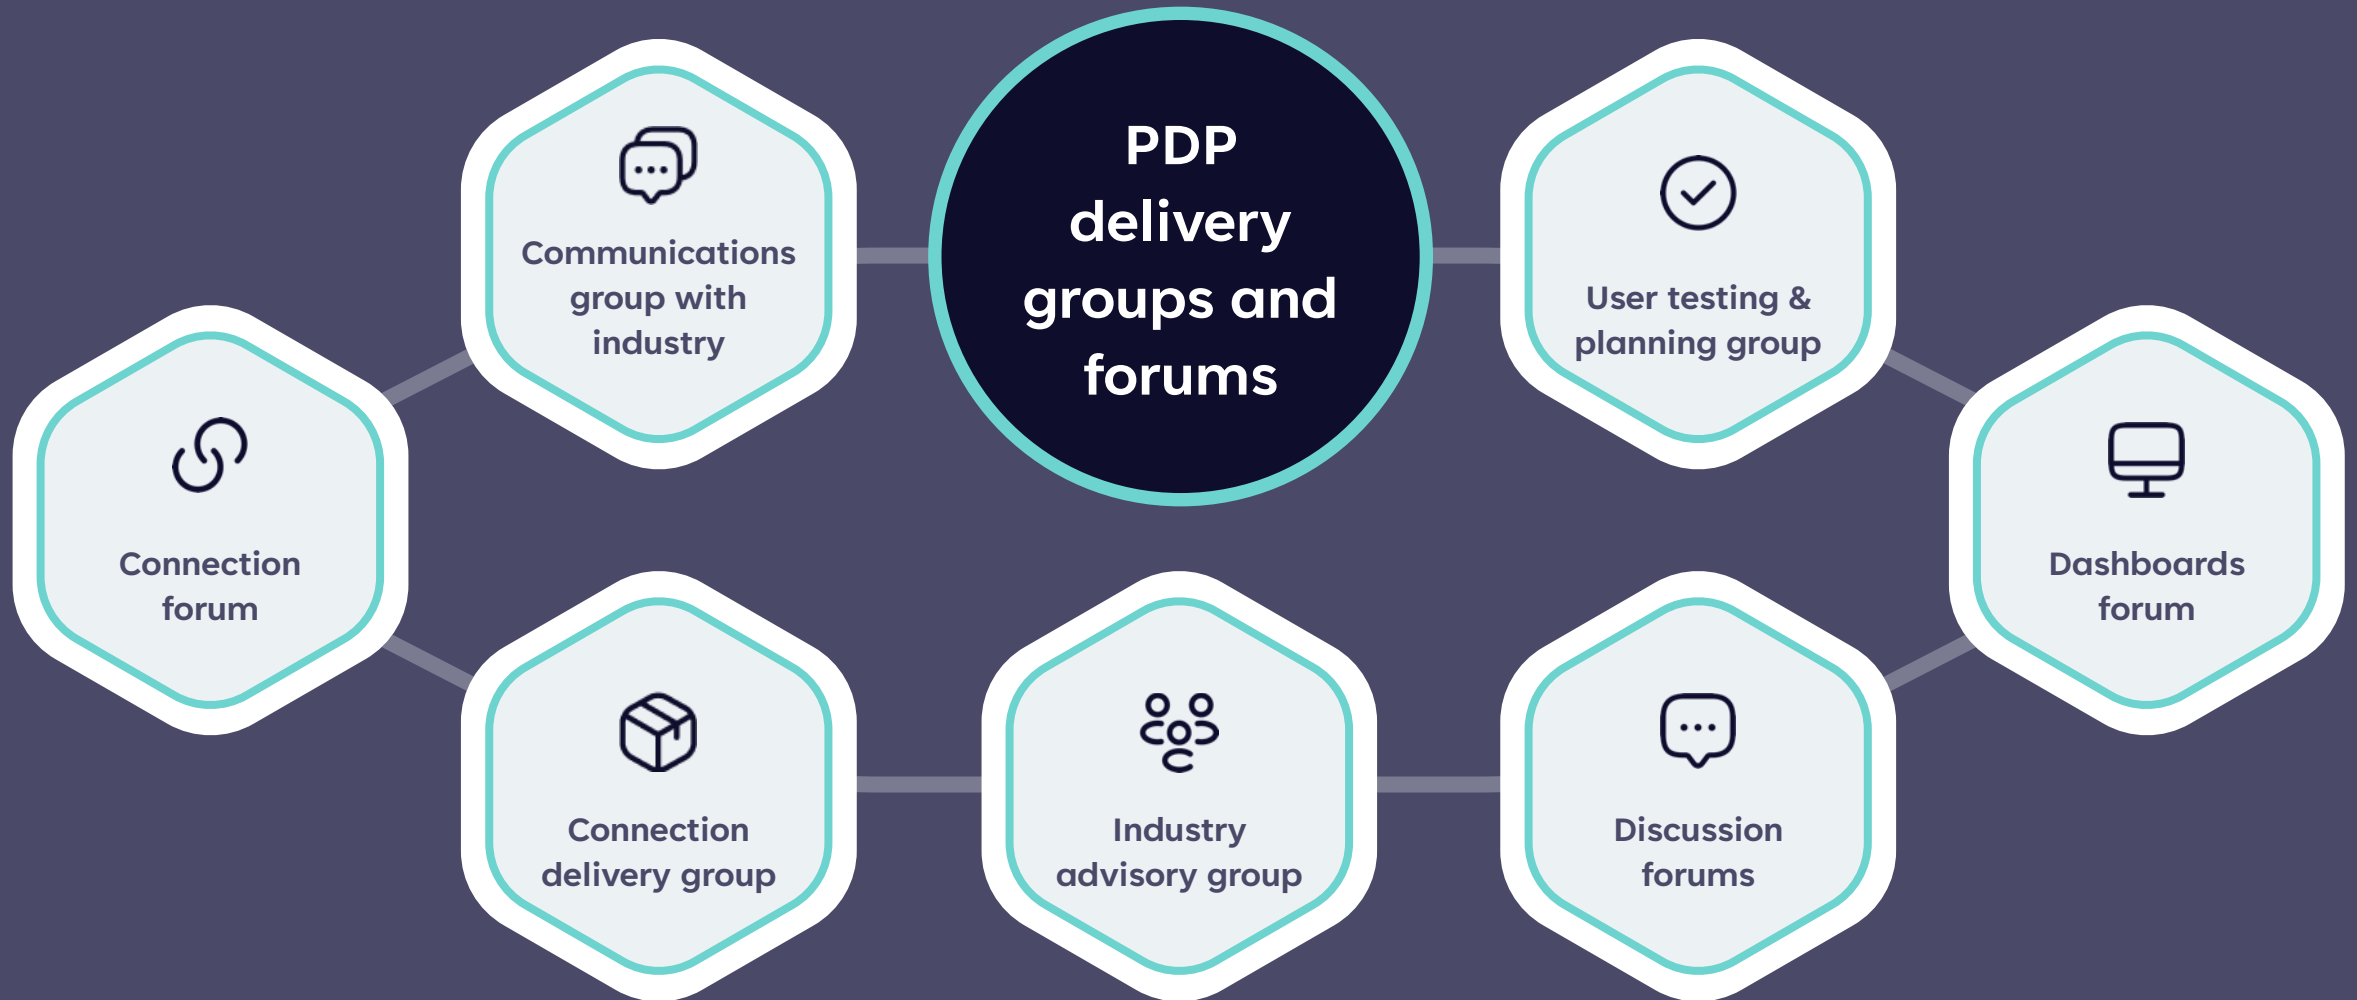 PDP
delivery
groups and
forums
Communications
group with
industry
User testing &
planning group
Connection
forum
Dashboards
forum
Connection
delivery group
Industry
advisory group
Discussion
forums